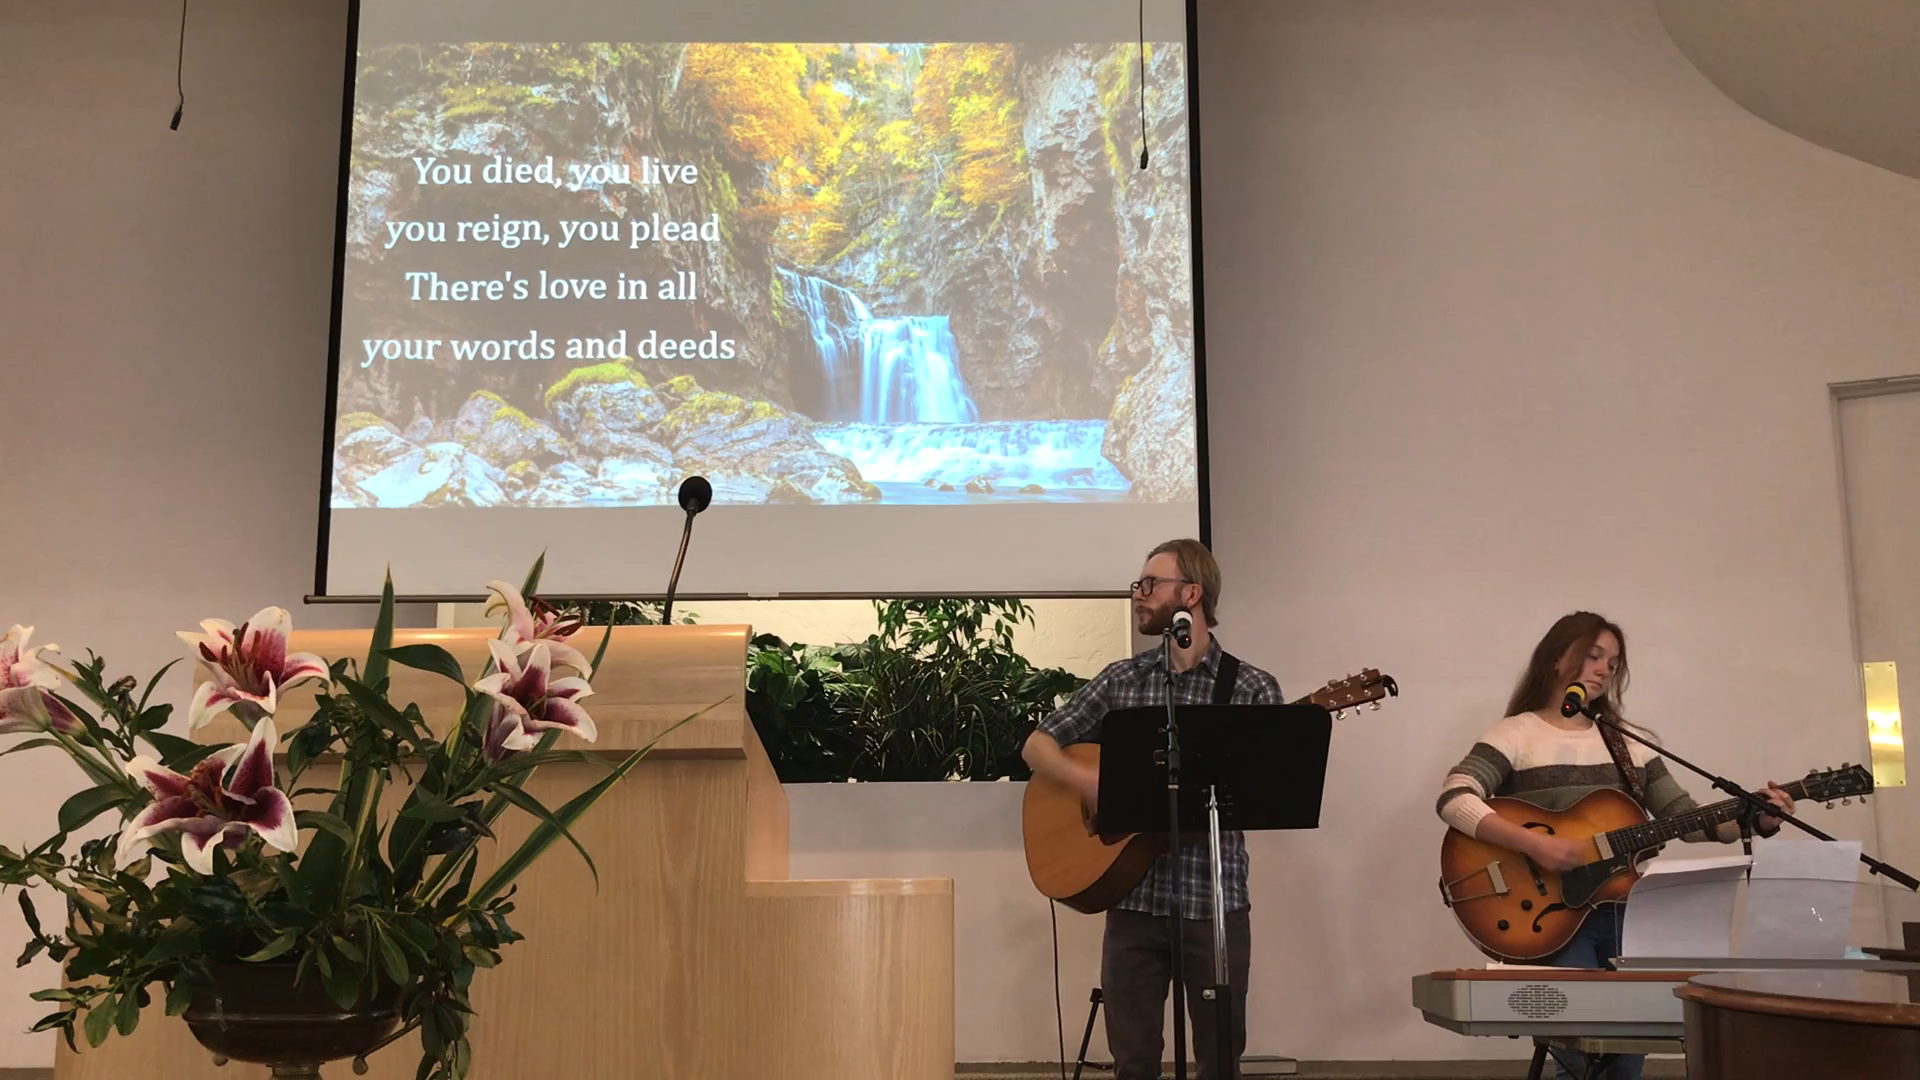 You died, you live
you reign, you plead
There's love in all
your words and deeds